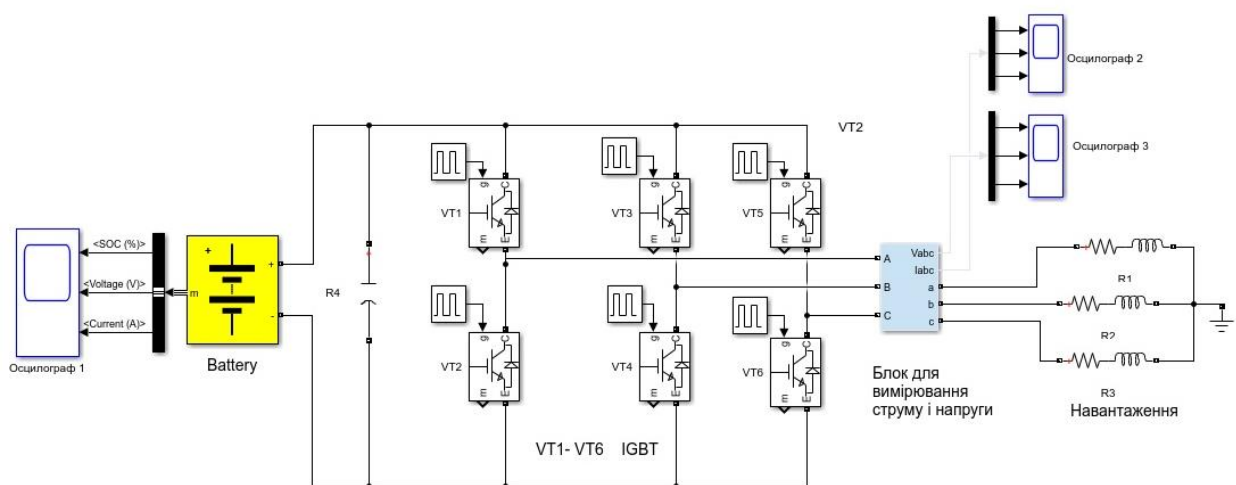 Осцилограф 2
Осцилограф 3
VT2
g
C
VT1
m
E
g
C
VT3
m
E
g
C
VT5
m
E
<SOC (%)>
<Voltage (V)>
<Current (A)>
Осцилограф 1
+
+
m
-
Battery
R4
g
C
VT2
m
E
g
C
VT4
m
E
g
C
VT6
m
E
A
B
C
Vabc
Iabc
a
b
c
+
R1
+
R2
+
R3
Блок для
вимірювання
струму і напруги
Навантаження
VT1- VT6 IGBT